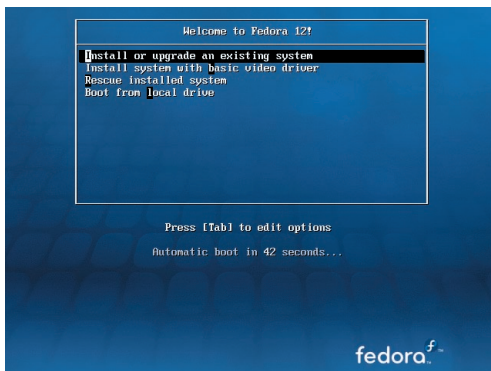 Welcome to Fedora 12!
Install or upgrade an existing system
Install system with basic video driver
Rescue installed system
Boot from local drive
Press [Tab] to edit options
Automatic boot in 42 seconds...
fedora f™